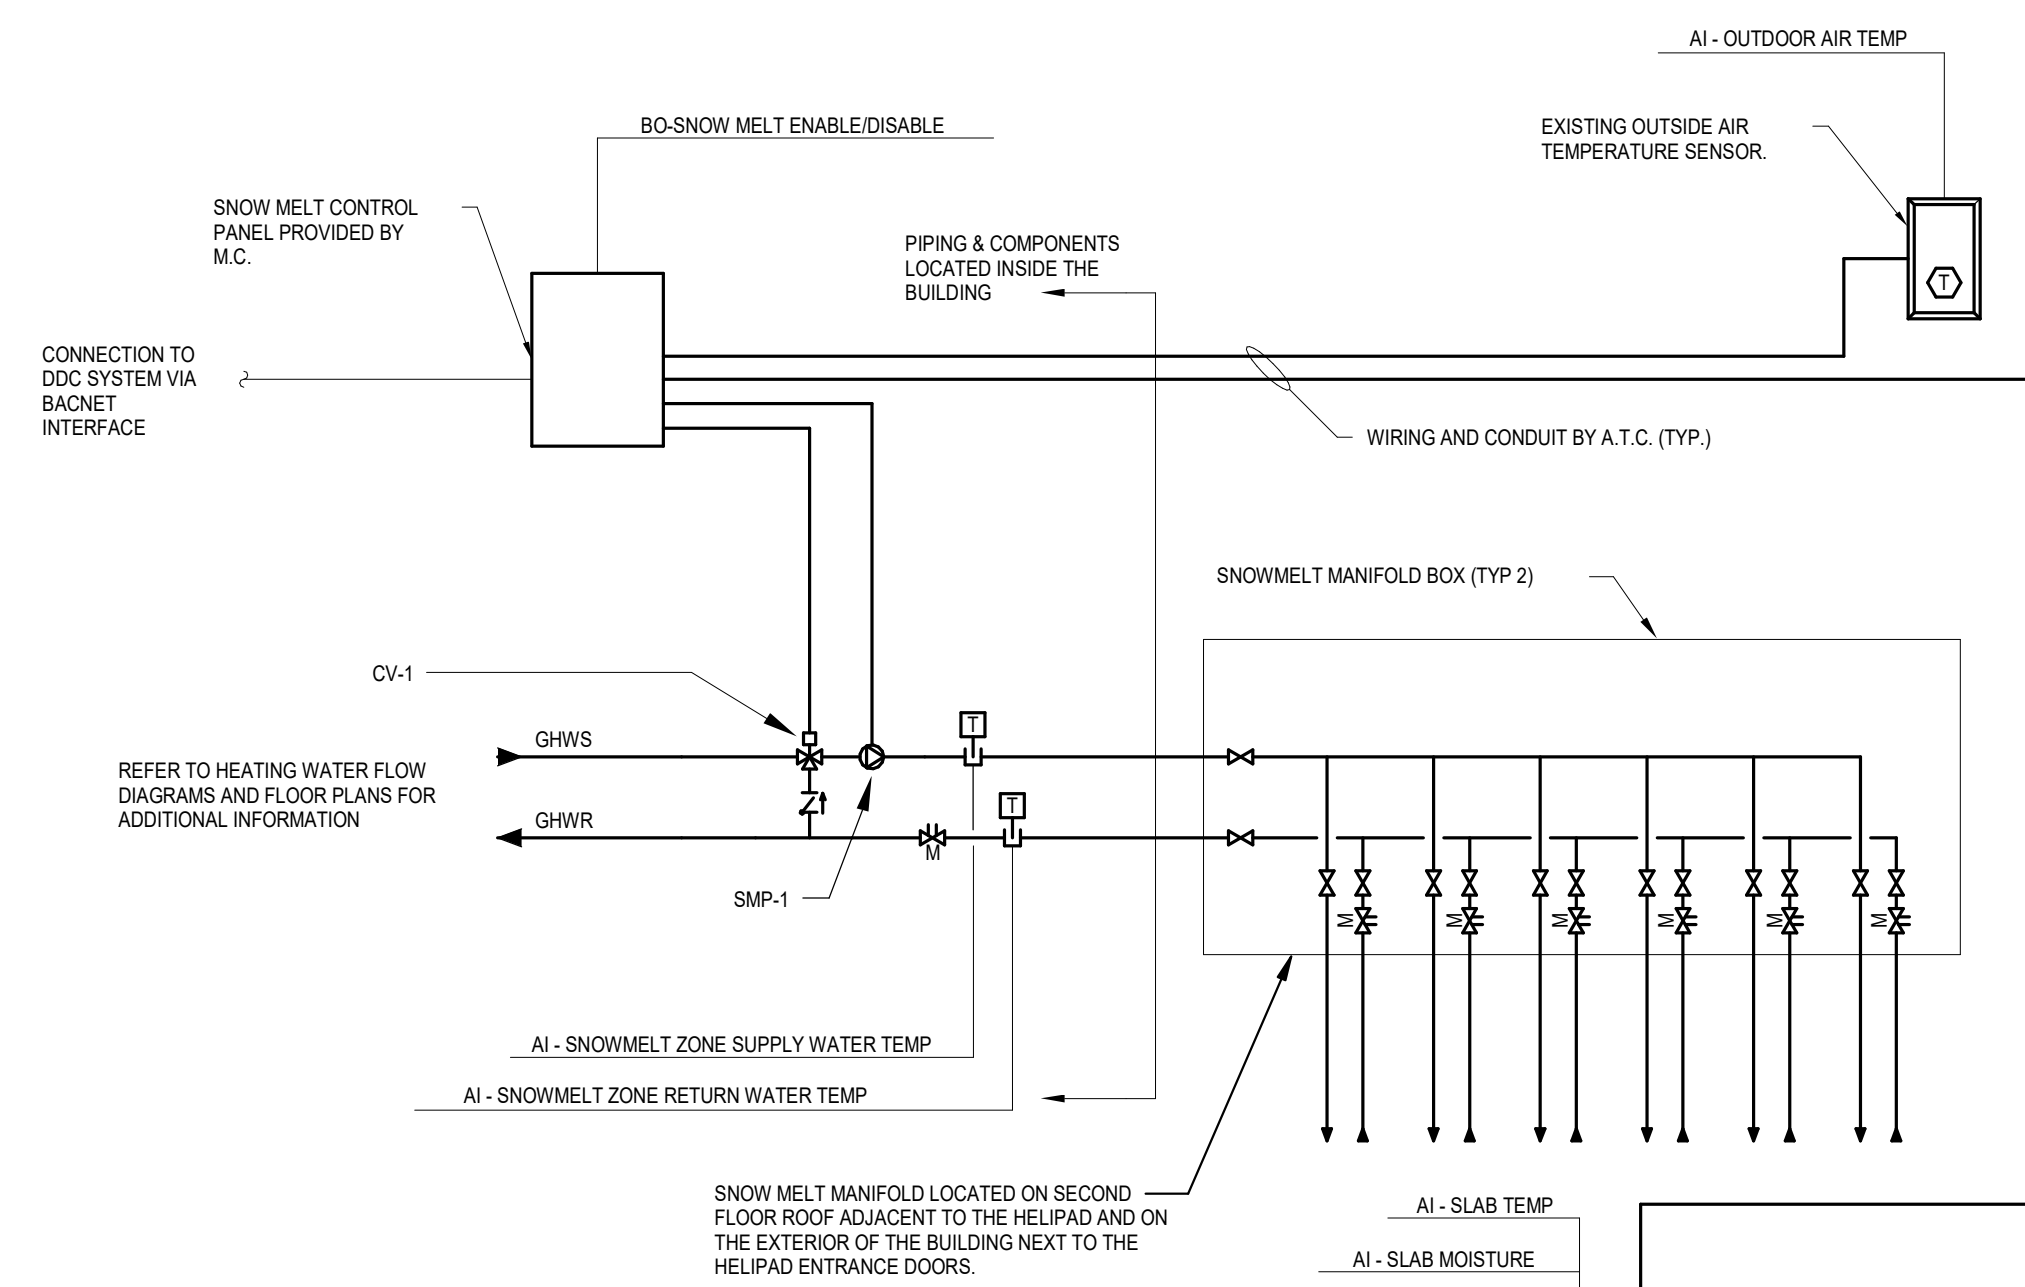 AI - OUTDOOR AIR TEMP
BO-SNOW MELT ENABLE/DISABLE
EXISTING OUTSIDE AIR
TEMPERATURE SENSOR.
SNOW MELT CONTROL
PANEL PROVIDED BY
M.C.
PIPING & COMPONENTS
LOCATED INSIDE THE
BUILDING
T
CONNECTION TO
DDC SYSTEM VIA
BACNET
INTERFACE
WIRING AND CONDUIT BY A.T.C. (TYP.)
SNOWMELT MANIFOLD BOX (TYP 2)
CV-1
T
GHWS
REFER TO HEATING WATER FLOW
DIAGRAMS AND FLOOR PLANS FOR
ADDITIONAL INFORMATION
T
GHWR
M
SMP-1
M
M
M
M
M
M
AI - SNOWMELT ZONE SUPPLY WATER TEMP
AI - SNOWMELT ZONE RETURN WATER TEMP
SNOW MELT MANIFOLD LOCATED ON SECOND
FLOOR ROOF ADJACENT TO THE HELIPAD AND ON
THE EXTERIOR OF THE BUILDING NEXT TO THE
HELIPAD ENTRANCE DOORS.
AI - SLAB TEMP
AI - SLAB MOISTURE